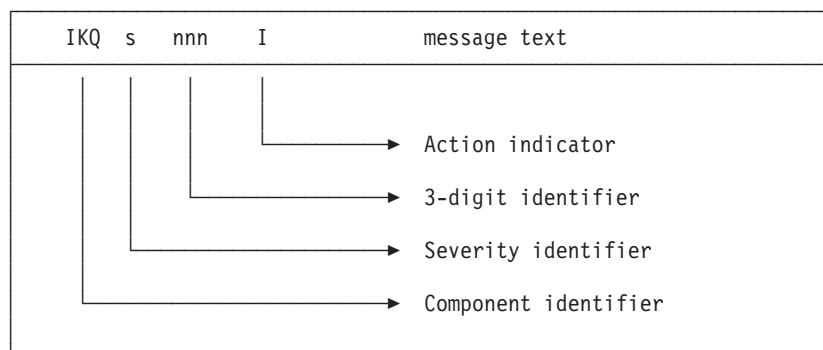 IKQ s nnn I message text
Action indicator
3-digit identifier
Severity identifier
Component identifier